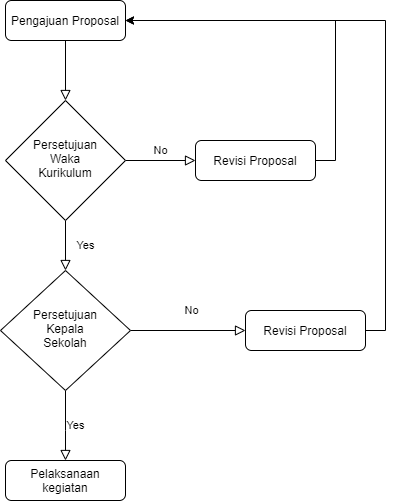 Pengajuan Proposal
Persetujuan
Waka
Kurikulum
No
Revisi Proposal
Yes
Persetujuan
Kepala
Sekolah
No
Revisi Proposal
Yes
Pelaksanaan
kegiatan